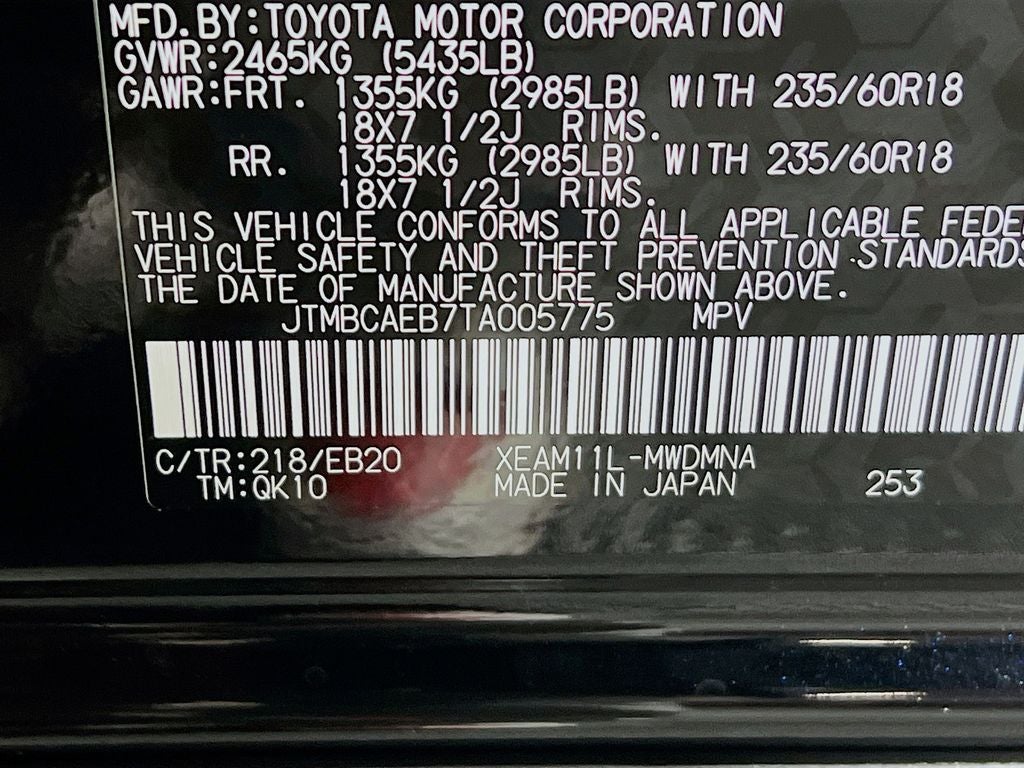 MFD.BY:TOYOTA MOTOR CORPORATION
GVWR:2465KG (5435LB)
GAWR:FRT. 1355KG (2985LB) WITH 235/60R18
18X7 1/2J RIMS.
RR. 1355KG (2985LB) WITH 235/60R18
18X7 1/2J RIMS.
THIS VEHICLE CONFORMS TO ALL APPLICABLE FEDE
VEHICLE SAFETY AND THEFT PREVENTION STANDARDS
THE DATE OF MANUFACTURE SHOWN ABOVE.
JTMBCAEB7TA005775 MPV
C/TR:218/EB20 XEAM11L-MWDMNA
TM:QK10 MADE IN JAPAN 253